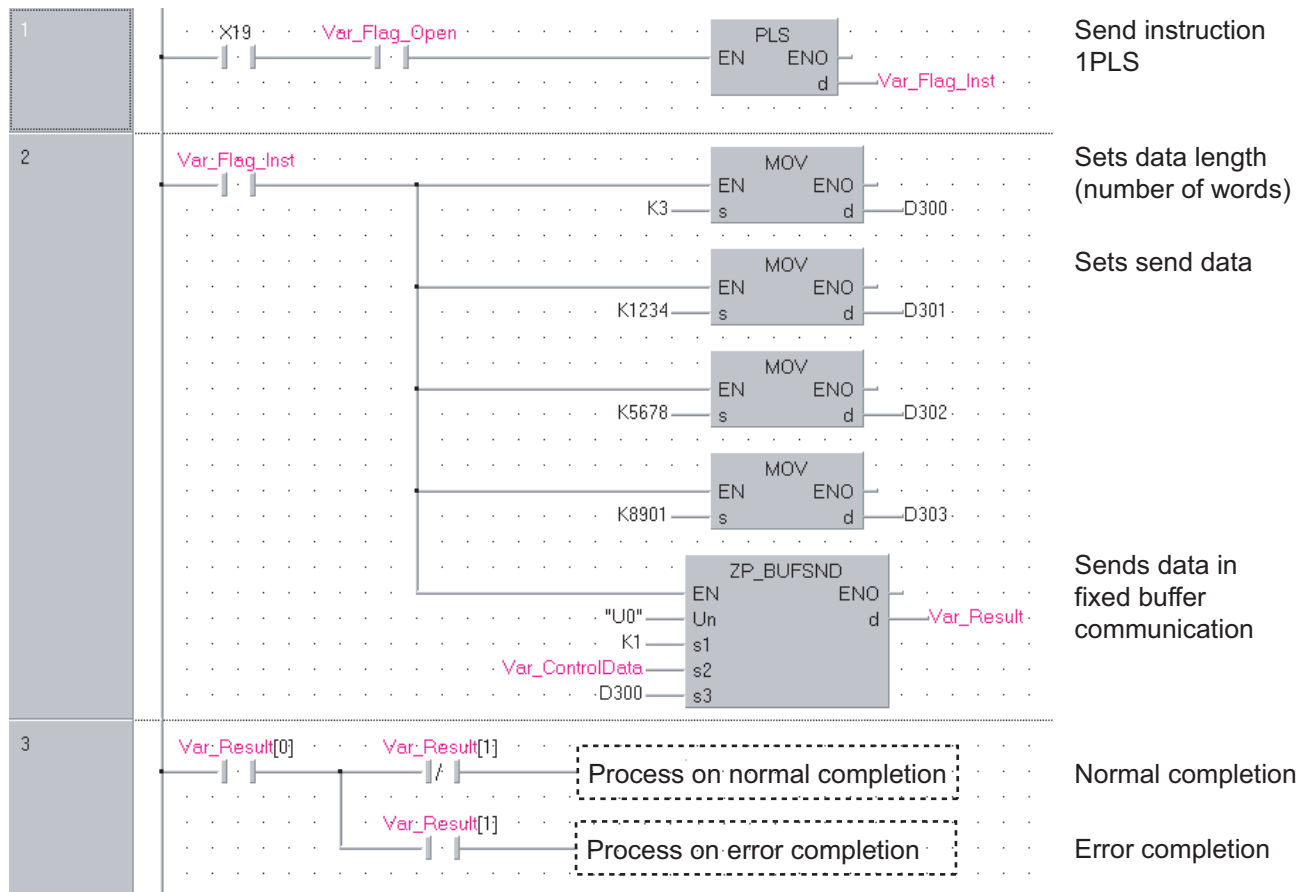 1
X19 Var_Flag_Open
PLS
EN ENO
d Var_Flag_Inst
Send instruction
1PLS
2
Var_Flag_Inst
MOV
EN ENO
K3 s d D300
Sets data length
(number of words)
MOV
EN ENO
K1234 s d D301
Sets send data
MOV
EN ENO
K5678 s d D302
MOV
EN ENO
K8901 s d D303
ZP_BUFSND
EN ENO
"U0" Un d Var_Result
K1 s1
Var_ControlData s2
D300 s3
Sends data in
fixed buffer
communication
3
Var_Result[0] Var_Result[1]
Process on normal completion
Normal completion
Var_Result[1]
Process on error completion
Error completion